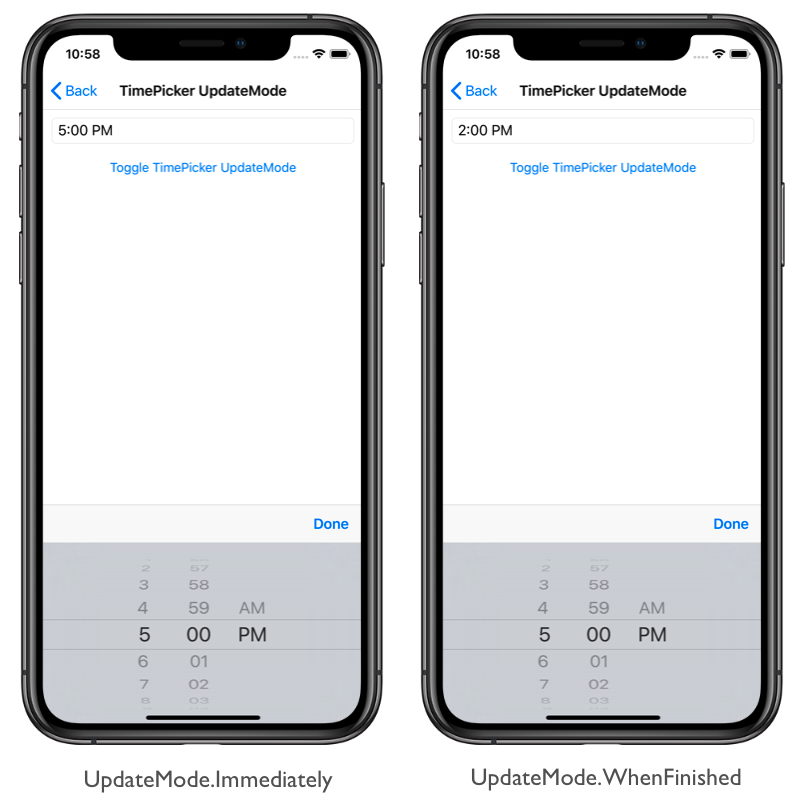 10:58
Back TimePicker UpdateMode
5:00 PM
Toggle TimePicker UpdateMode
Done
2 57
3 58
4 59 AM
5 00 PM
6 01
7 02
8 03
UpdateMode.Immediately
10:58
Back TimePicker UpdateMode
2:00 PM
Toggle TimePicker UpdateMode
Done
2 57
3 58
4 59 AM
5 00 PM
6 01
7 02
8 03
UpdateMode.WhenFinished